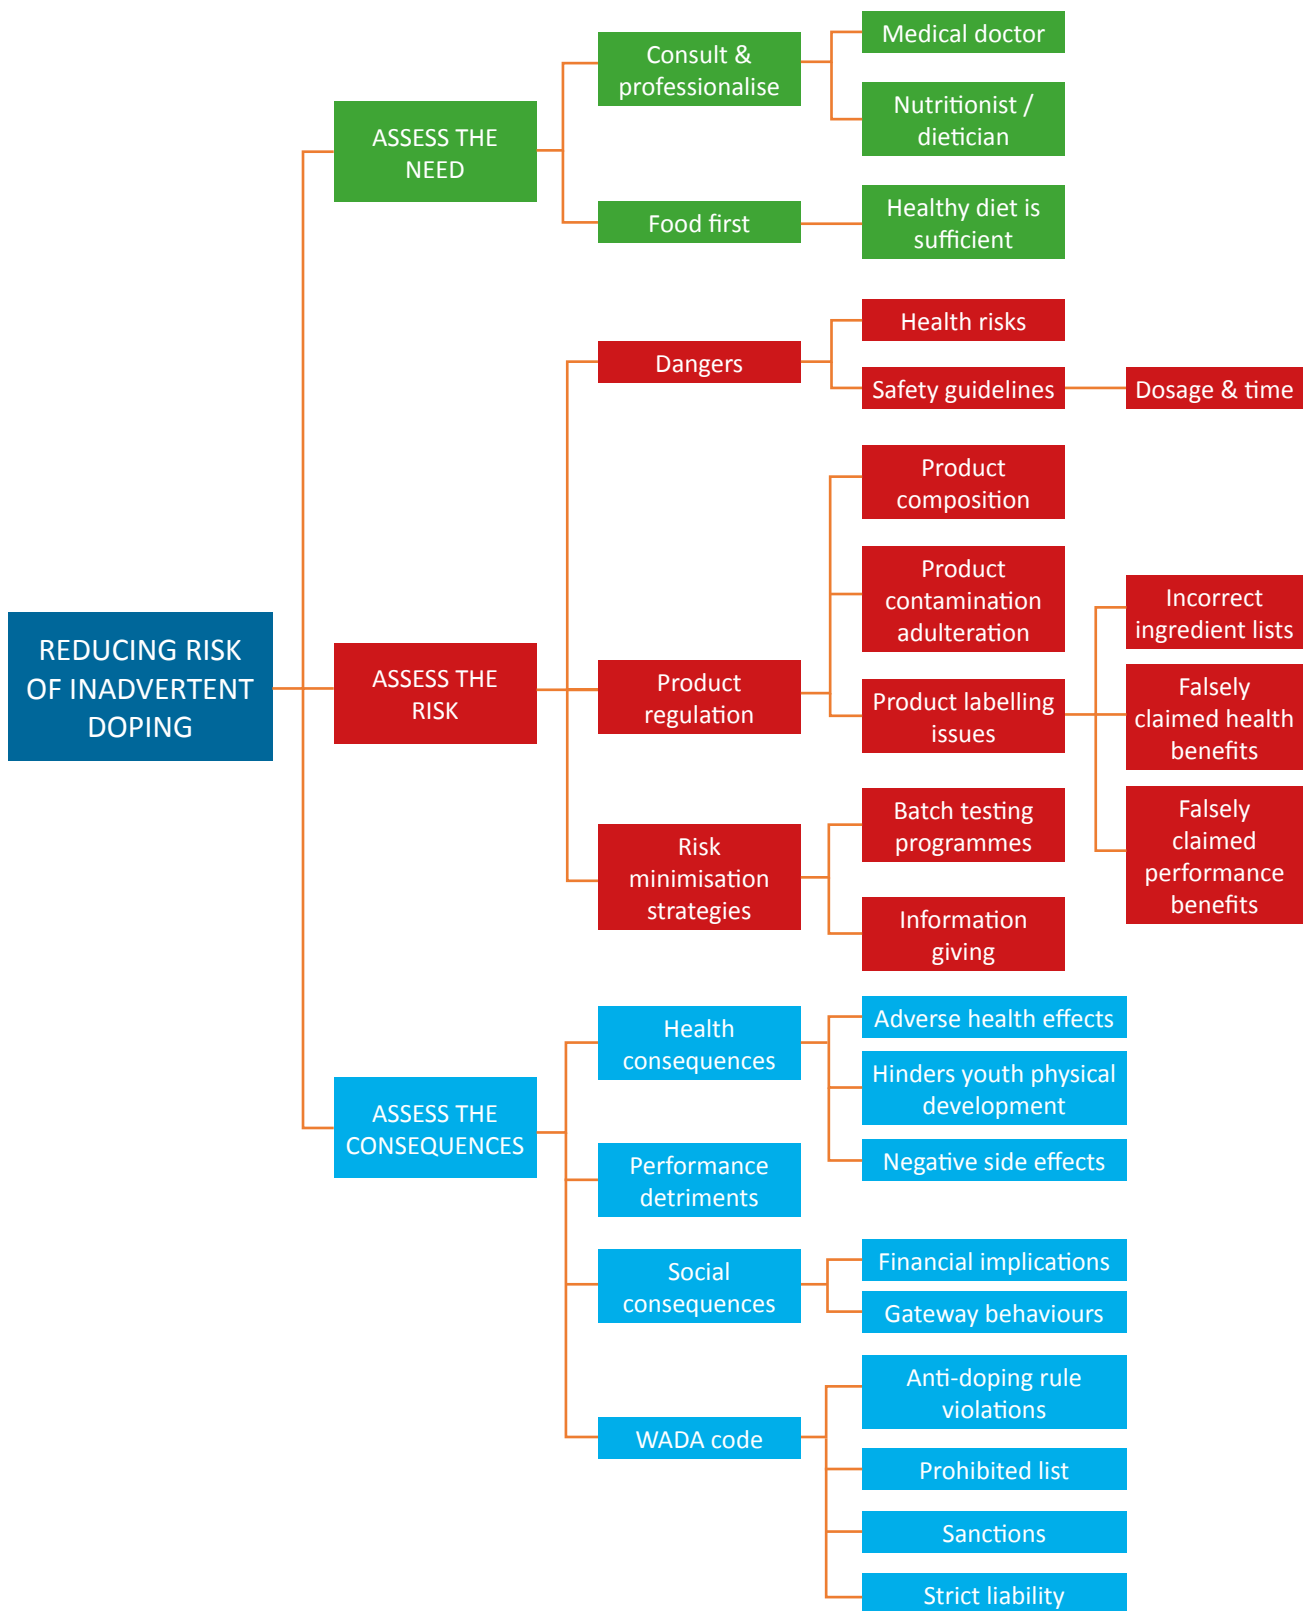 REDUCING RISK
OF INADVERTENT
DOPING
ASSESS THE
NEED
Consult &
professionalise
Medical doctor
Nutritionist /
dietician
Food first
Healthy diet is
sufficient
ASSESS THE
RISK
Dangers
Health risks
Safety guidelines
Dosage & time
Product
regulation
Product
composition
Product
contamination
adulteration
Product labelling
issues
Incorrect
ingredient lists
Falsely
claimed health
benefits
Falsely
claimed
performance
benefits
Risk
minimisation
strategies
Batch testing
programmes
Information
giving
ASSESS THE
CONSEQUENCES
Health
consequences
Adverse health effects
Hinders youth physical
development
Negative side effects
Performance
detriments
Social
consequences
Financial implications
Gateway behaviours
WADA code
Anti-doping rule
violations
Prohibited list
Sanctions
Strict liability